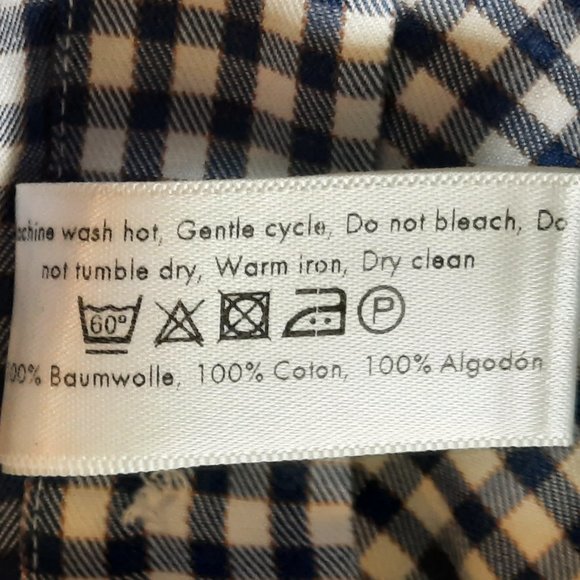 achine wash hot, Gentle cycle, Do not bleach, Do
not tumble dry, Warm iron, Dry clean
60° P
00% Baumwolle, 100% Coton, 100% Algodón